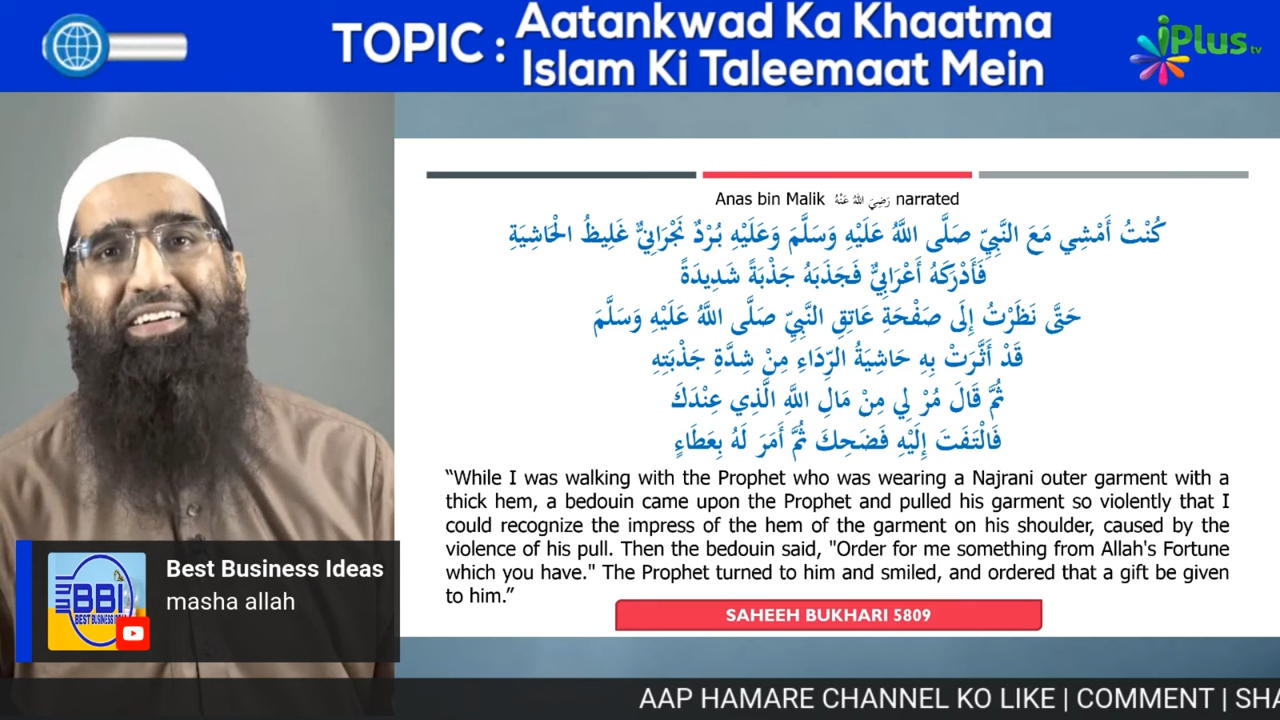 TOPIC :
Aatankwad Ka Khaatma
Islam Ki Taleemaat Mein
iPlus tv
Anas bin Malik رَضِيَ اللهُ عَنْهُ narrated
كُنْتُ أَمْشِي مَعَ النَّبِيِّ صَلَّى اللَّهُ عَلَيْهِ وَسَلَّمَ وَعَلَيْهِ بُرْدٌ نَجْرَانِيٌّ غَلِيظُ الْحَاشِيَةِ
فَأَدْرَكَهُ أَعْرَابِيٌّ فَجَذَبَهُ جَذْبَةً شَدِيدَةً
حَتَّى نَظَرْتُ إِلَى صَفْحَةِ عَاتِقِ النَّبِيِّ صَلَّى اللَّهُ عَلَيْهِ وَسَلَّمَ
قَدْ أَثَّرَتْ بِهِ حَاشِيَةُ الرِّدَاءِ مِنْ شِدَّةِ جَذْبَتِهِ
ثُمَّ قَالَ مُرْ لِي مِنْ مَالِ اللَّهِ الَّذِي عِنْدَكَ
فَالْتَفَتَ إِلَيْهِ فَضَحِكَ ثُمَّ أَمَرَ لَهُ بِعَطَاءٍ
“While I was walking with the Prophet who was wearing a Najrani outer garment with a
thick hem, a bedouin came upon the Prophet and pulled his garment so violently that I
could recognize the impress of the hem of the garment on his shoulder, caused by the
violence of his pull. Then the bedouin said, "Order for me something from Allah's Fortune
which you have." The Prophet turned to him and smiled, and ordered that a gift be given
to him.”
SAHEEH BUKHARI 5809
BBI
BEST BUSINESS IDEAS
Best Business Ideas
masha allah
AAP HAMARE CHANNEL KO LIKE | COMMENT | SHA